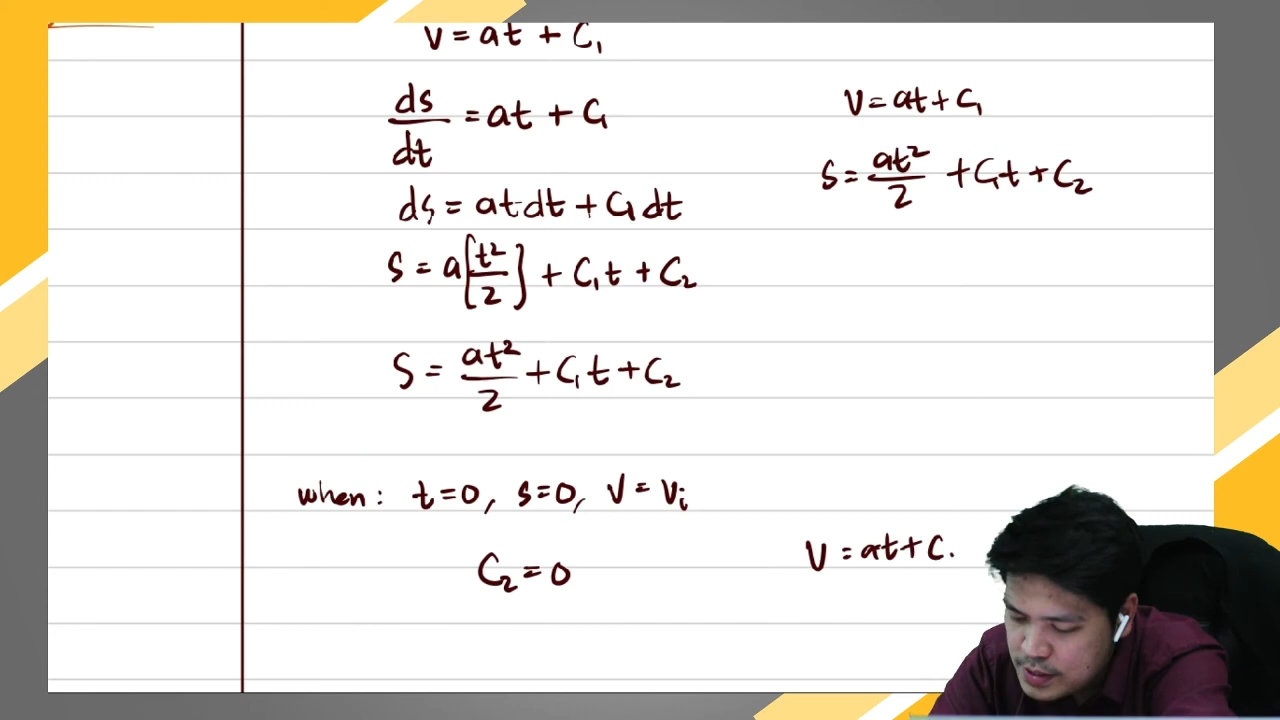 V = at + C₁
ds/dt = at + C₁
ds = at dt + C₁ dt
S = a[t²/2] + C₁t + C₂
S = at²/2 + C₁t + C₂
when: t=0, s=0, V = Vᵢ
C₂ = 0
V = at + C₁
S = at²/2 + C₁t + C₂
V = at + C.